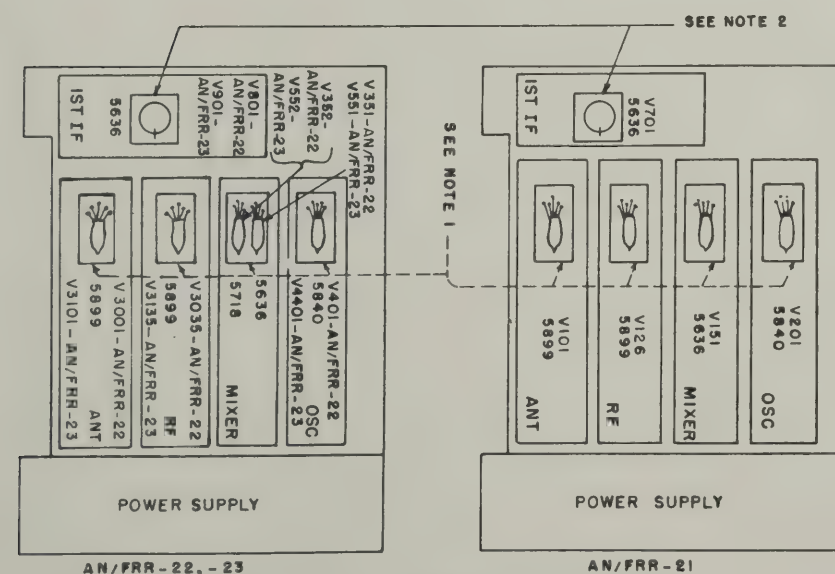 SEE NOTE 2
1ST IF
5636
V901-
AN/FRR-23
V801-
AN/FRR-22
V552-
AN/FRR-23
V352-
AN/FRR-22
V551-AN/FRR-23
V351-AN/FRR-22
SEE NOTE 1
V3101-AN/FRR-23
5899
V3001-AN/FRR-22
ANT
V3135-AN/FRR-23
5899
V3035-AN/FRR-22
RF
5718
5636
MIXER
V4401-AN/FRR-23
5840
V401-AN/FRR-22
OSC
POWER SUPPLY
AN/FRR-22,-23
1ST IF
V701
5636
V101
5899
ANT
V126
5899
RF
V151
5636
MIXER
V201
5840
OSC
POWER SUPPLY
AN/FRR-21